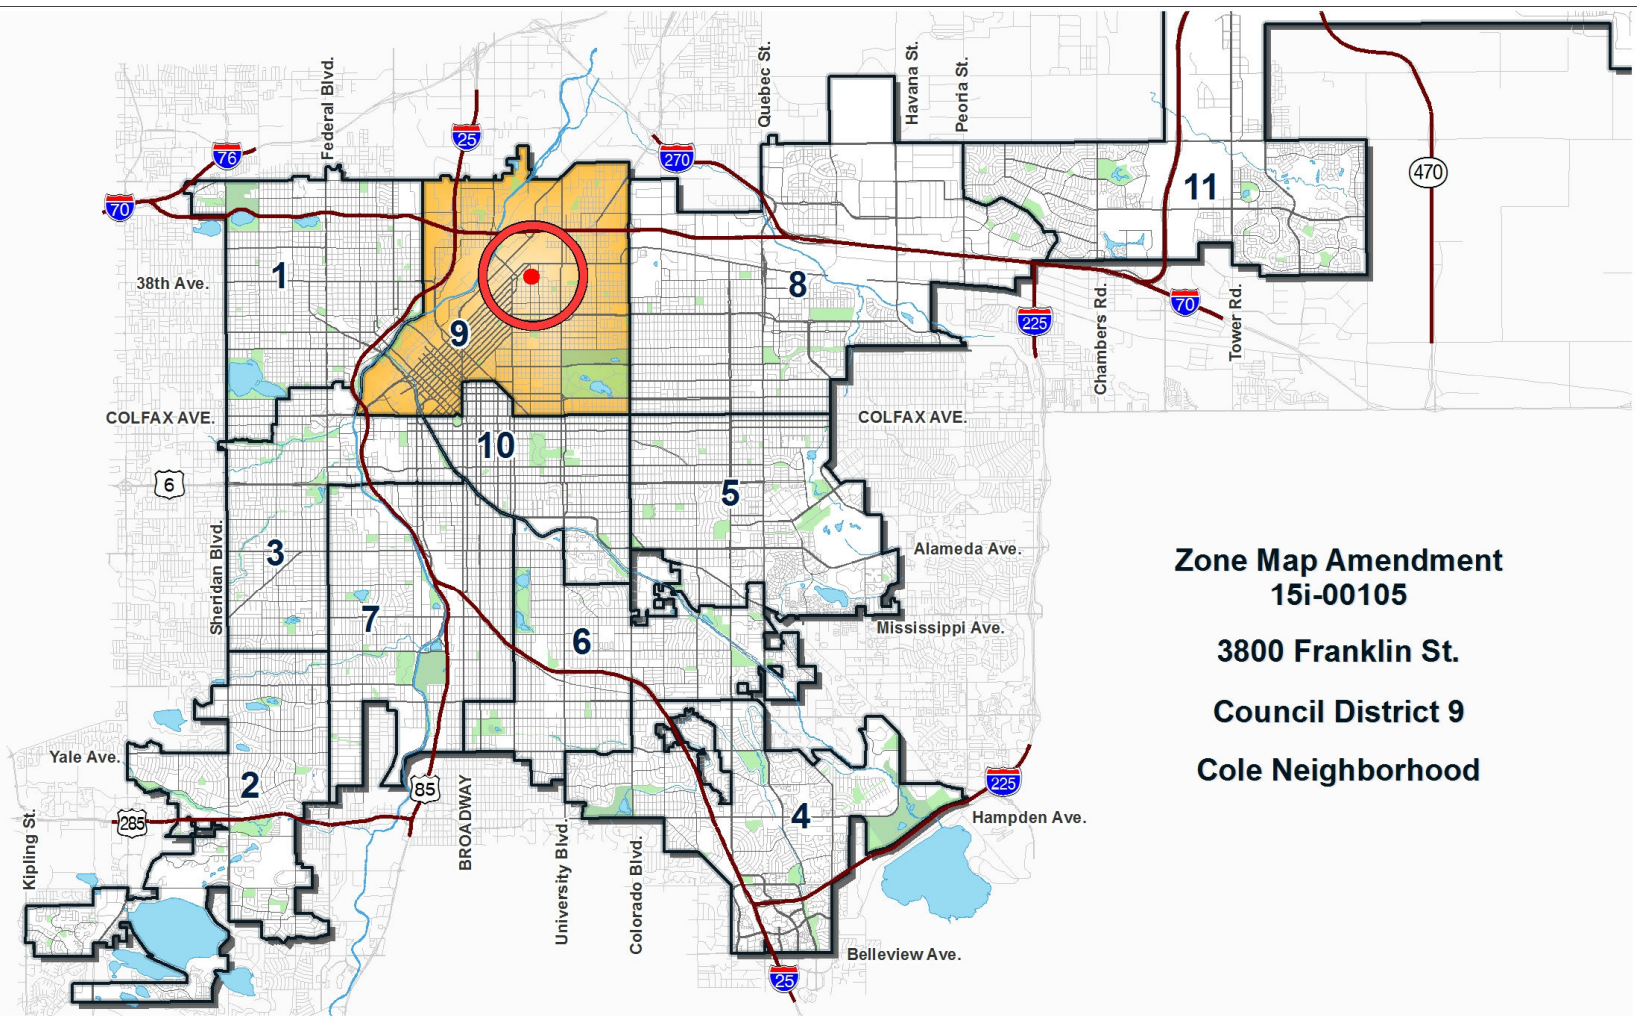 Federal Blvd.
Quebec St.
Havana St.
Peoria St.
25
76
270
470
70
11
38th Ave.
1
8
9
225
Chambers Rd.
70
Tower Rd.
COLFAX AVE.
COLFAX AVE.
10
6
5
Sheridan Blvd.
3
Alameda Ave.
7
6
Mississippi Ave.
Yale Ave.
2
85
BROADWAY
285
Kipling St.
University Blvd.
Colorado Blvd.
4
225
Hampden Ave.
Belleview Ave.
25
Zone Map Amendment
15i-00105
3800 Franklin St.
Council District 9
Cole Neighborhood